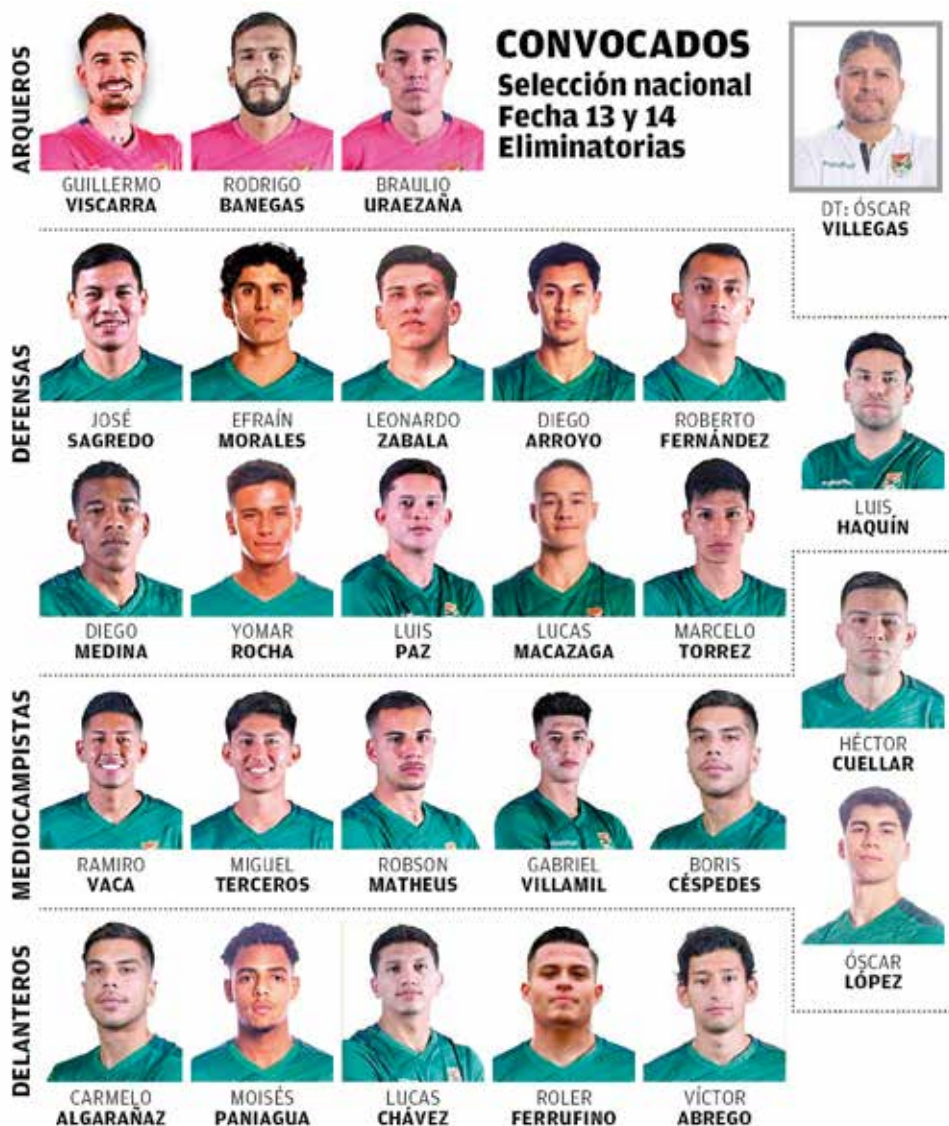 ARQUEROS
CONVOCADOS
Selección nacional
Fecha 13 y 14
Eliminatorias
GUILLERMO
VISCARRA
RODRIGO
BANEGAS
BRAULIO
URAEZAÑA
DT: ÓSCAR
VILLEGAS
DEFENSAS
JOSÉ
SAGREDO
EFRAÍN
MORALES
LEONARDO
ZABALA
DIEGO
ARROYO
ROBERTO
FERNÁNDEZ
LUIS
HAQUÍN
DIEGO
MEDINA
YOMAR
ROCHA
LUIS
PAZ
LUCAS
MACAZAGA
MARCELO
TORREZ
MEDIOCAMPISTAS
RAMIRO
VACA
MIGUEL
TERCEROS
ROBSON
MATHEUS
GABRIEL
VILLAMIL
BORIS
CÉSPEDES
HÉCTOR
CUELLAR
ÓSCAR
LÓPEZ
DELANTEROS
CARMELO
ALGARAÑAZ
MOISÉS
PANIAGUA
LUCAS
CHÁVEZ
ROLER
FERRUFINO
VÍCTOR
ABREGO